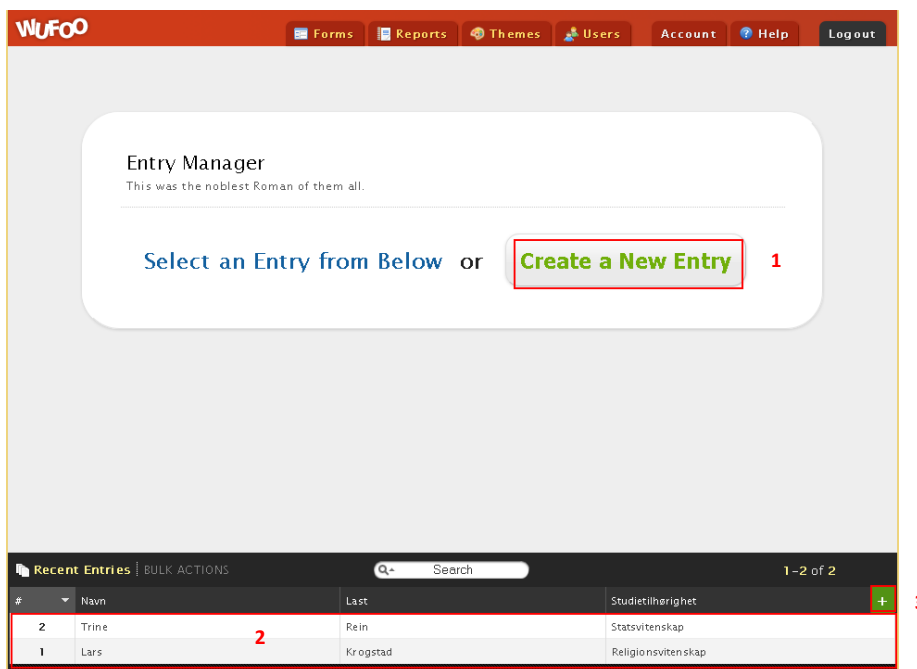 WUFOO Forms Reports Themes Users Account Help Logout
Entry Manager
This was the noblest Roman of them all.
Select an Entry from Below or Create a New Entry 1
Recent Entries BULK ACTIONS Search 1-2 of 2
# Navn Last Studietilhørighet +
2 Trine Rein Statsvitenskap
2
1 Lars Krogstad Religionsvitenskap